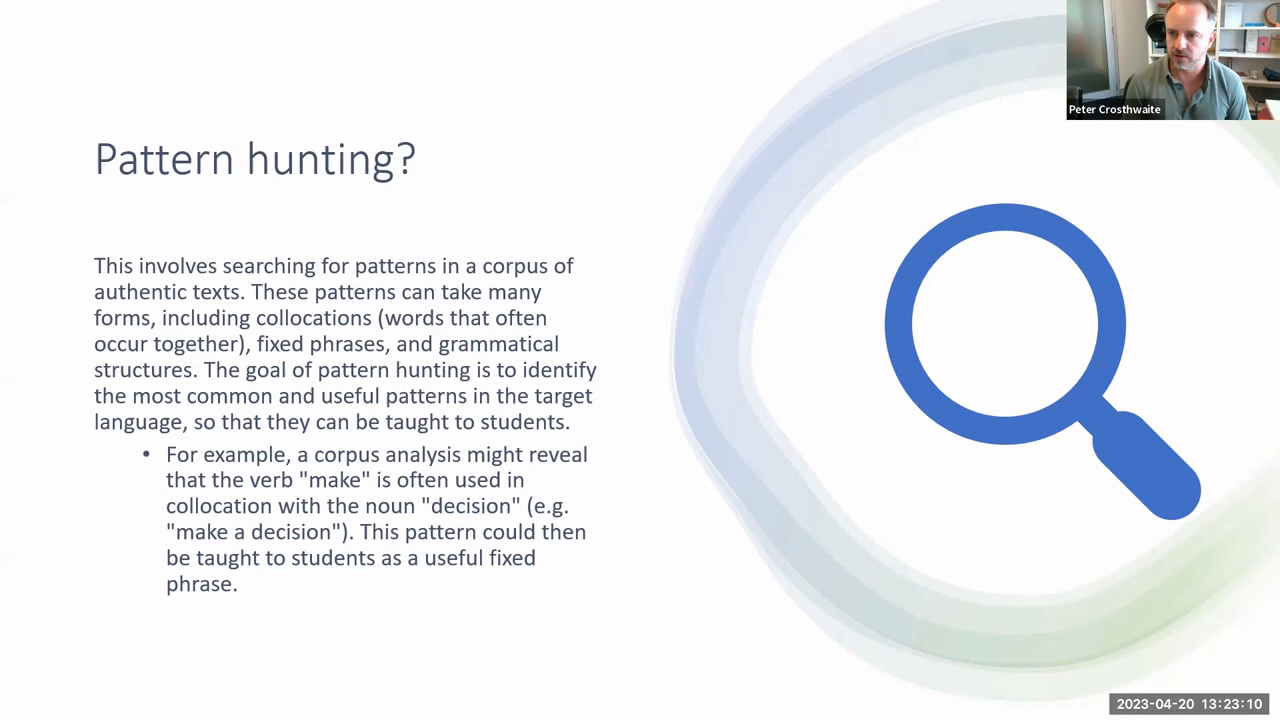 Peter Crosthwaite
Pattern hunting?
This involves searching for patterns in a corpus of
authentic texts. These patterns can take many
forms, including collocations (words that often
occur together), fixed phrases, and grammatical
structures. The goal of pattern hunting is to identify
the most common and useful patterns in the target
language, so that they can be taught to students.
• For example, a corpus analysis might reveal
that the verb "make" is often used in
collocation with the noun "decision" (e.g.
"make a decision"). This pattern could then
be taught to students as a useful fixed
phrase.
2023-04-20 13:23:10